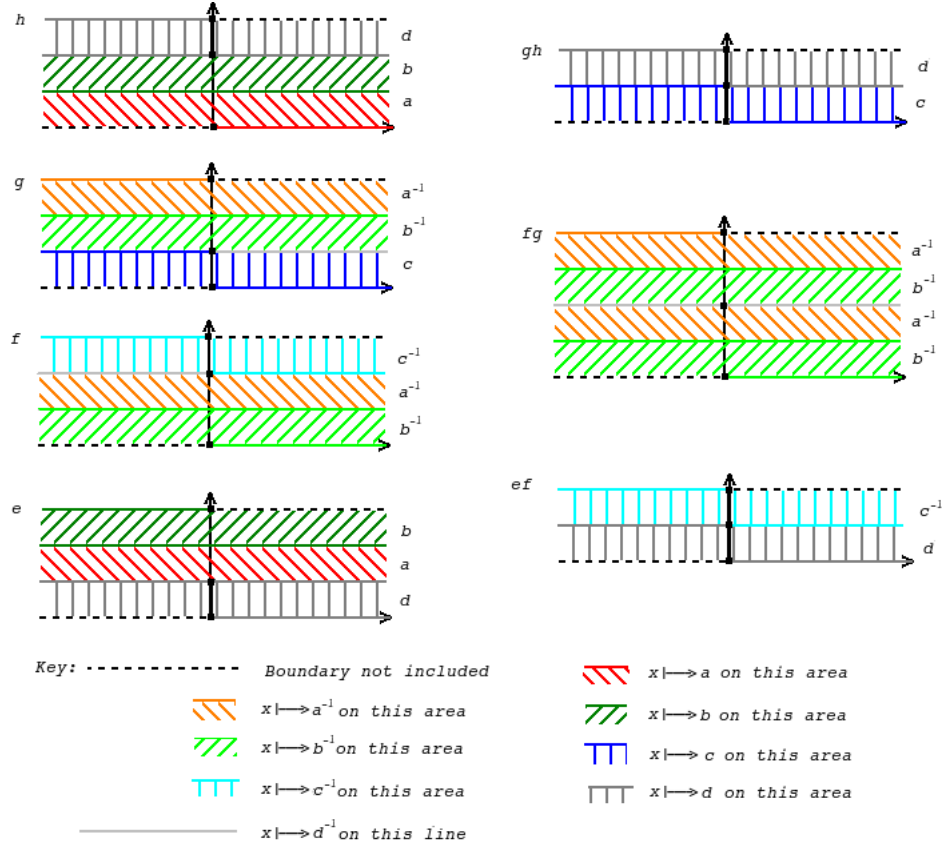 h
d
b
a
gh
d
c
g
a⁻¹
b⁻¹
c
fg
a⁻¹
b⁻¹
a⁻¹
b⁻¹
f
c⁻¹
a⁻¹
b⁻¹
e
b
a
d
ef
c⁻¹
d
Key: Boundary not included
x ⟼ a⁻¹ on this area
x ⟼ b⁻¹ on this area
x ⟼ c⁻¹ on this area
x ⟼ d⁻¹ on this line
x ⟼ a on this area
x ⟼ b on this area
x ⟼ c on this area
x ⟼ d on this area